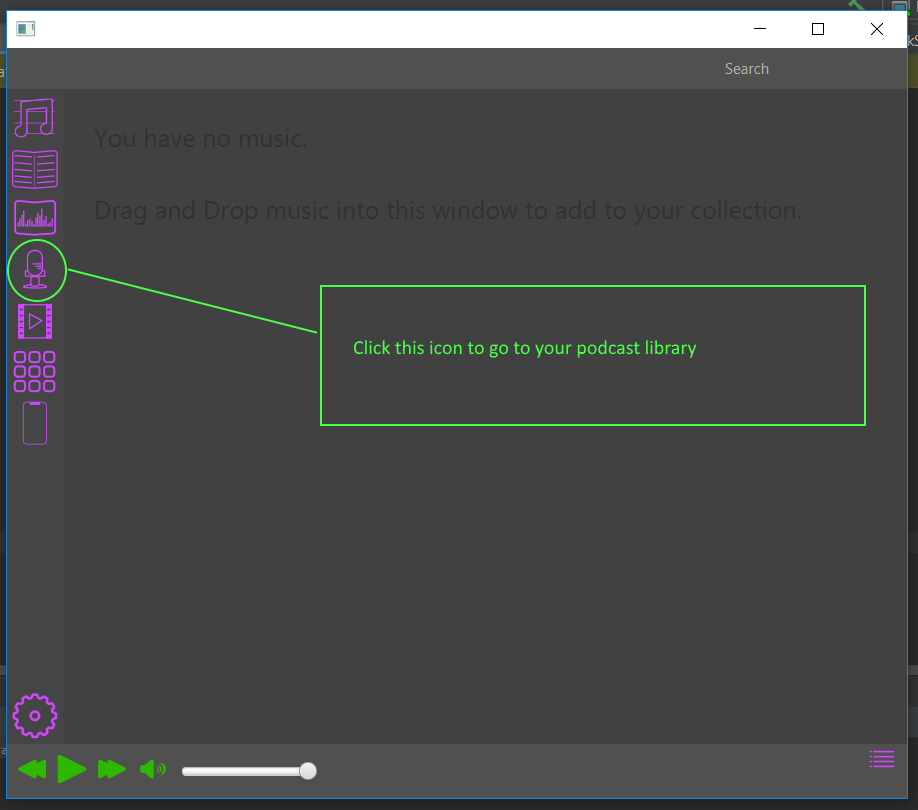 Search
You have no music.
Drag and Drop music into this window to add to your collection.
Click this icon to go to your podcast library